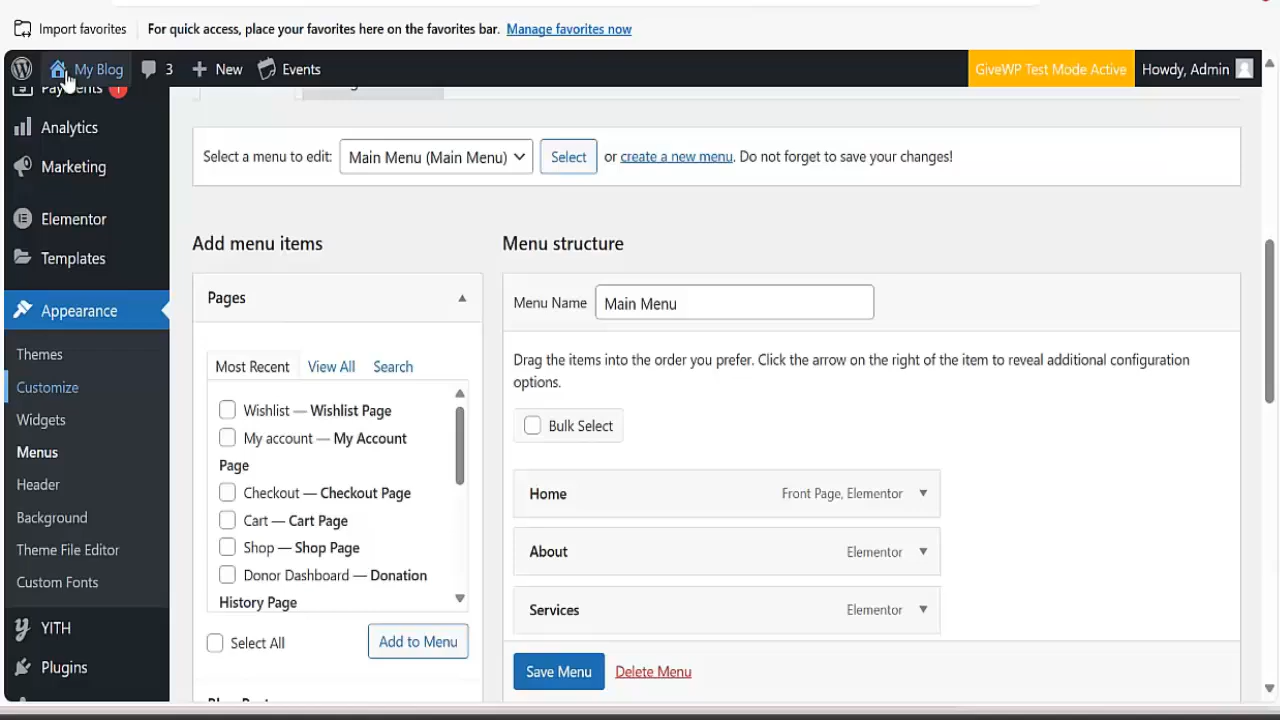 Import favorites
For quick access, place your favorites here on the favorites bar. Manage favorites now
My Blog 3 New Events GiveWP Test Mode Active Howdy, Admin
Payments 1
Analytics
Marketing
Elementor
Templates
Appearance
Themes
Customize
Widgets
Menus
Header
Background
Theme File Editor
Custom Fonts
YITH
Plugins
Select a menu to edit: Main Menu (Main Menu) Select or create a new menu. Do not forget to save your changes!
Add menu items
Pages
Most Recent View All Search
Wishlist — Wishlist Page
My account — My Account
Page
Checkout — Checkout Page
Cart — Cart Page
Shop — Shop Page
Donor Dashboard — Donation
History Page
Select All Add to Menu
Menu structure
Menu Name Main Menu
Drag the items into the order you prefer. Click the arrow on the right of the item to reveal additional configuration
options.
Bulk Select
Home Front Page, Elementor
About Elementor
Services Elementor
Save Menu Delete Menu